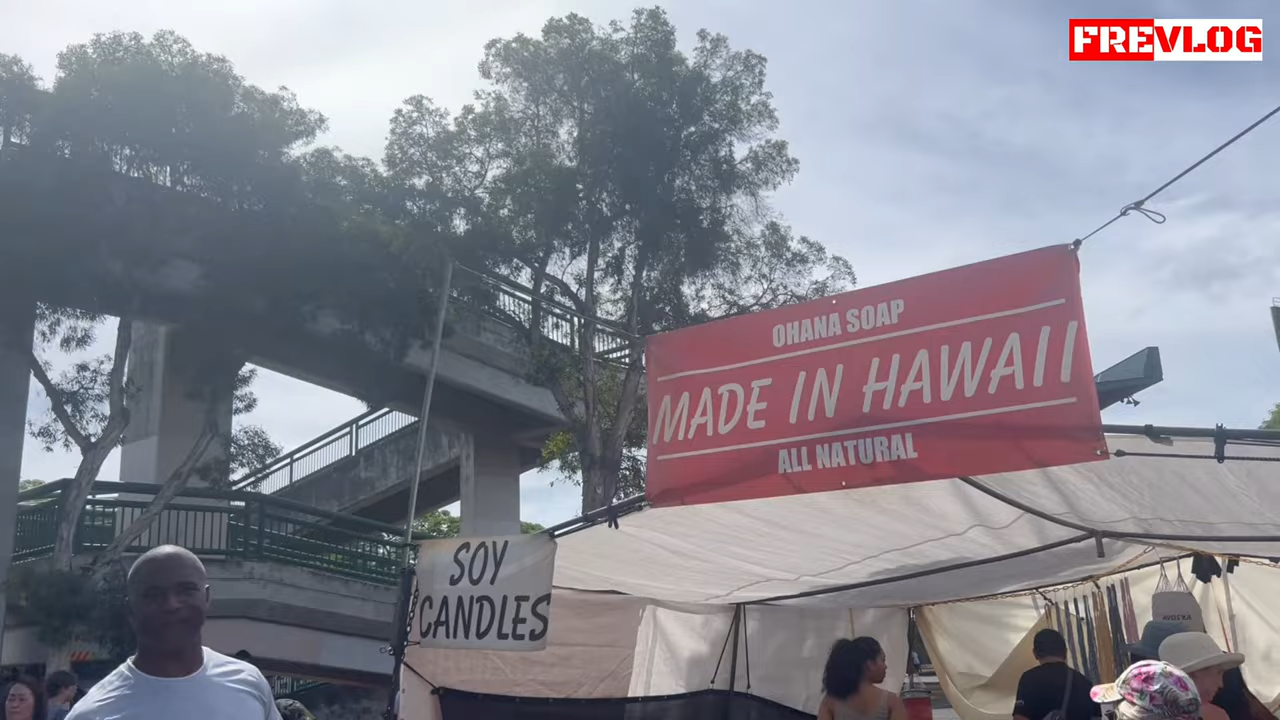 FREVLOG
OHANA SOAP
MADE IN HAWAII
ALL NATURAL
SOY
CANDLES